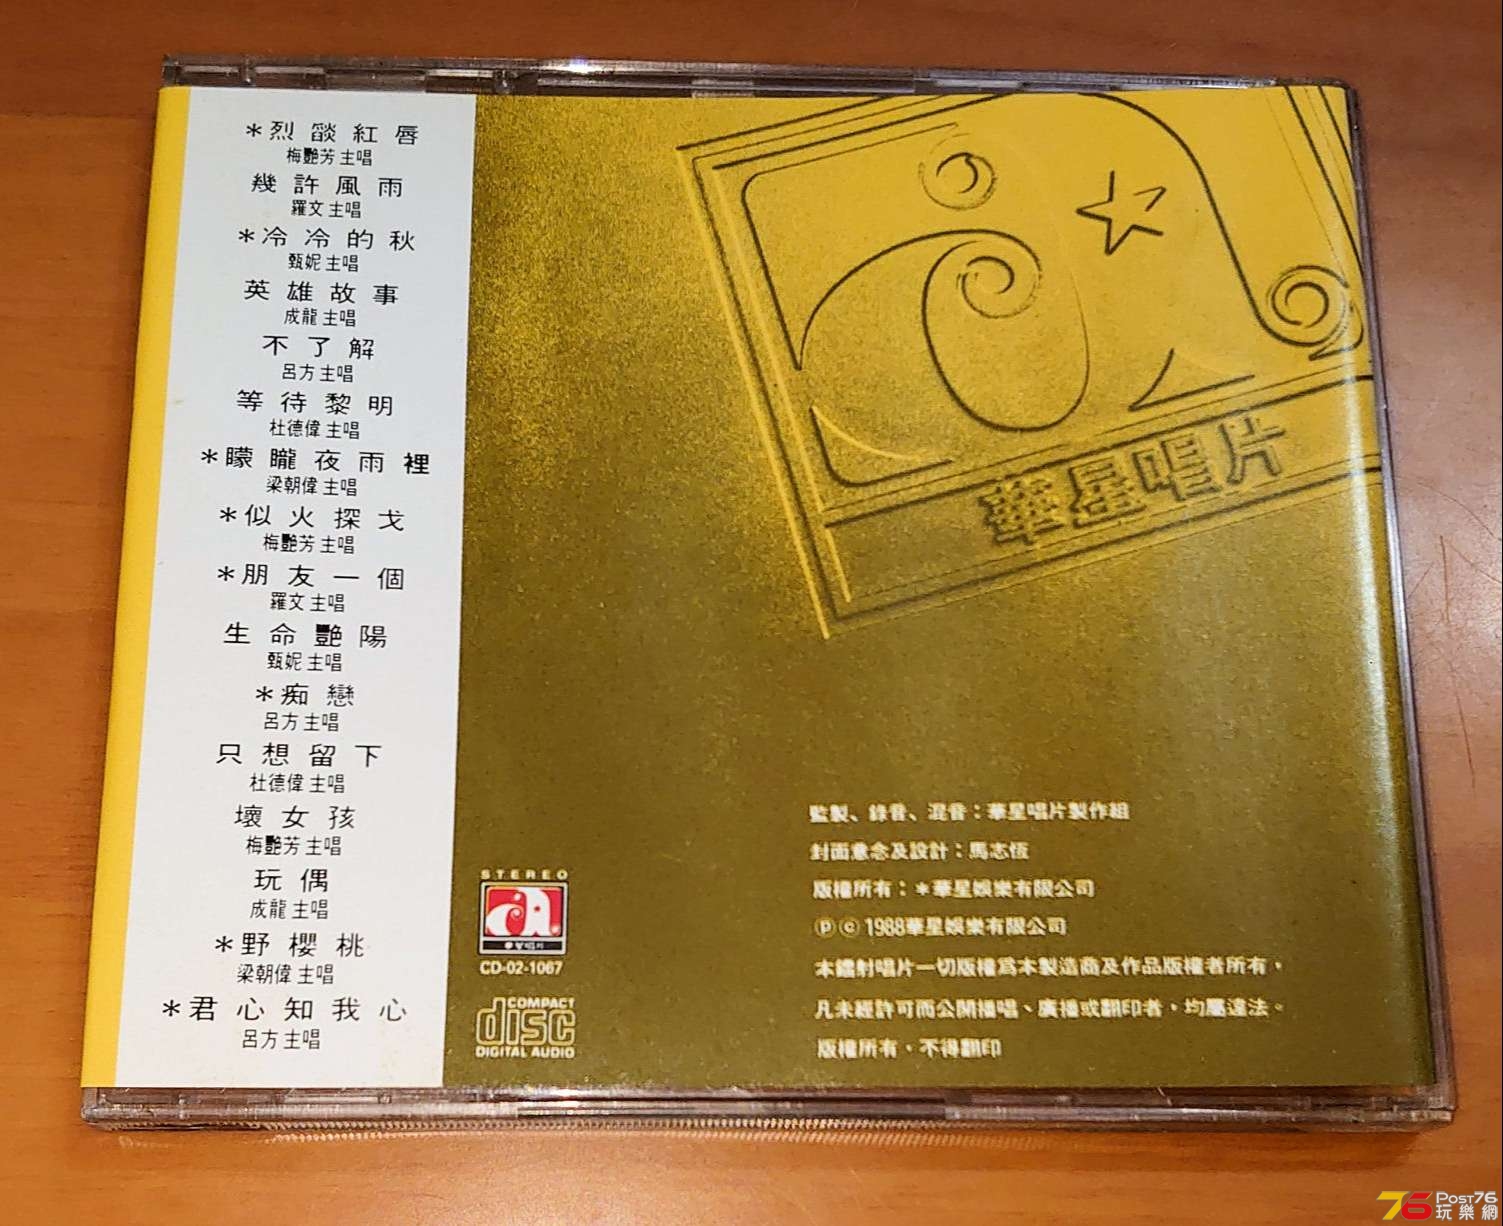 *烈燄紅唇
梅艷芳 主唱
幾許風雨
羅文 主唱
*冷冷的秋
甄妮 主唱
英雄故事
成龍 主唱
不了解
呂方 主唱
等待黎明
杜德偉 主唱
*矇矓夜雨裡
梁朝偉 主唱
*似火探戈
梅艷芳 主唱
*朋友一個
羅文 主唱
生命艷陽
甄妮 主唱
*痴戀
呂方 主唱
只想留下
杜德偉 主唱
壞女孩
梅艷芳 主唱
玩偶
成龍 主唱
*野櫻桃
梁朝偉 主唱
*君心知我心
呂方 主唱
華星唱片
STEREO
華星唱片
CD-02-1067
COMPACT
disc
DIGITAL AUDIO
監製、錄音、混音：華星唱片製作組
封面意念及設計：馬志恆
版權所有：*華星娛樂有限公司
ⓟⓒ1988華星娛樂有限公司
本鐳射唱片一切版權爲本製造商及作品版權者所有，
凡未經許可而公開播唱、廣播或翻印者，均屬違法。
版權所有，不得翻印
76 POST76
玩樂網